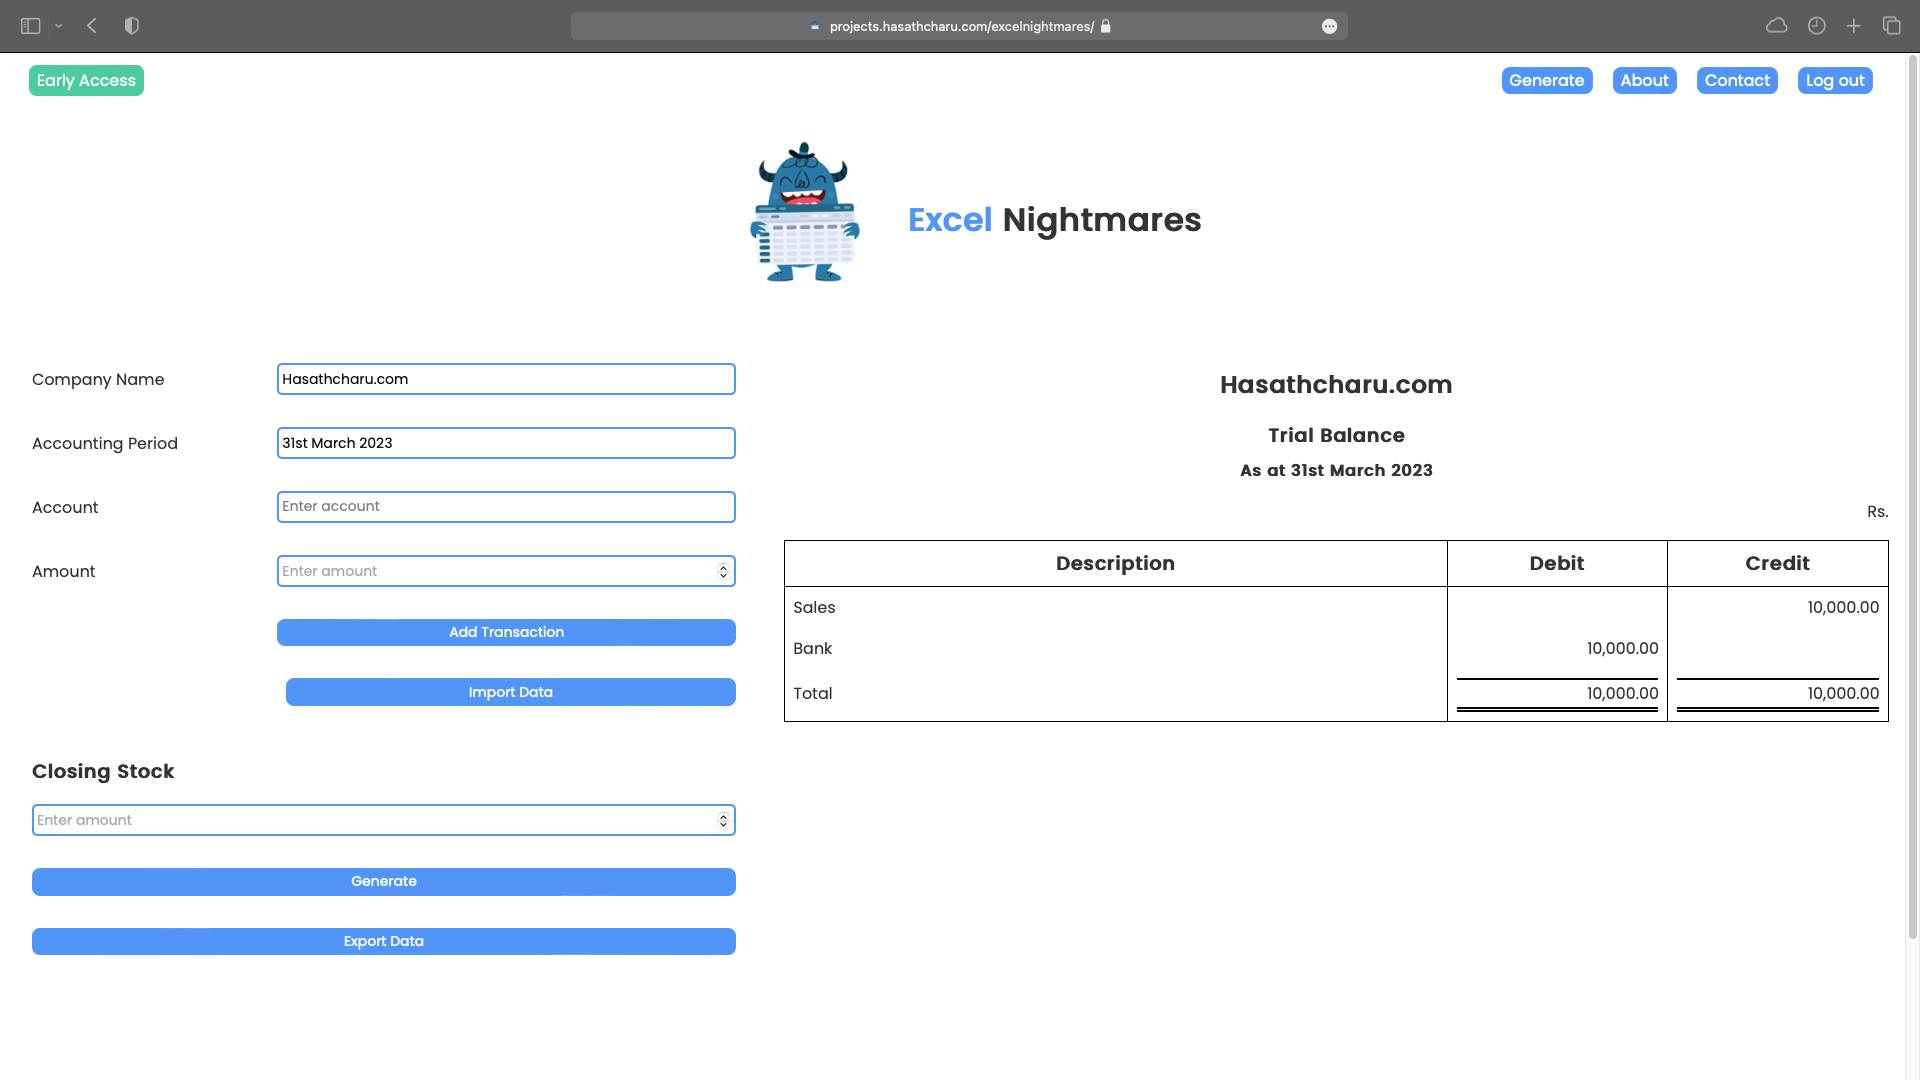 projects.hasathcharu.com/excelnightmares/
Early Access
Generate About Contact Log out
Excel Nightmares
Company Name
Hasathcharu.com
Accounting Period
31st March 2023
Account
Enter account
Amount
Enter amount
Add Transaction
Import Data
Closing Stock
Enter amount
Generate
Export Data
Hasathcharu.com
Trial Balance
As at 31st March 2023
Rs.
Description Debit Credit
Sales 10,000.00
Bank 10,000.00
Total 10,000.00 10,000.00